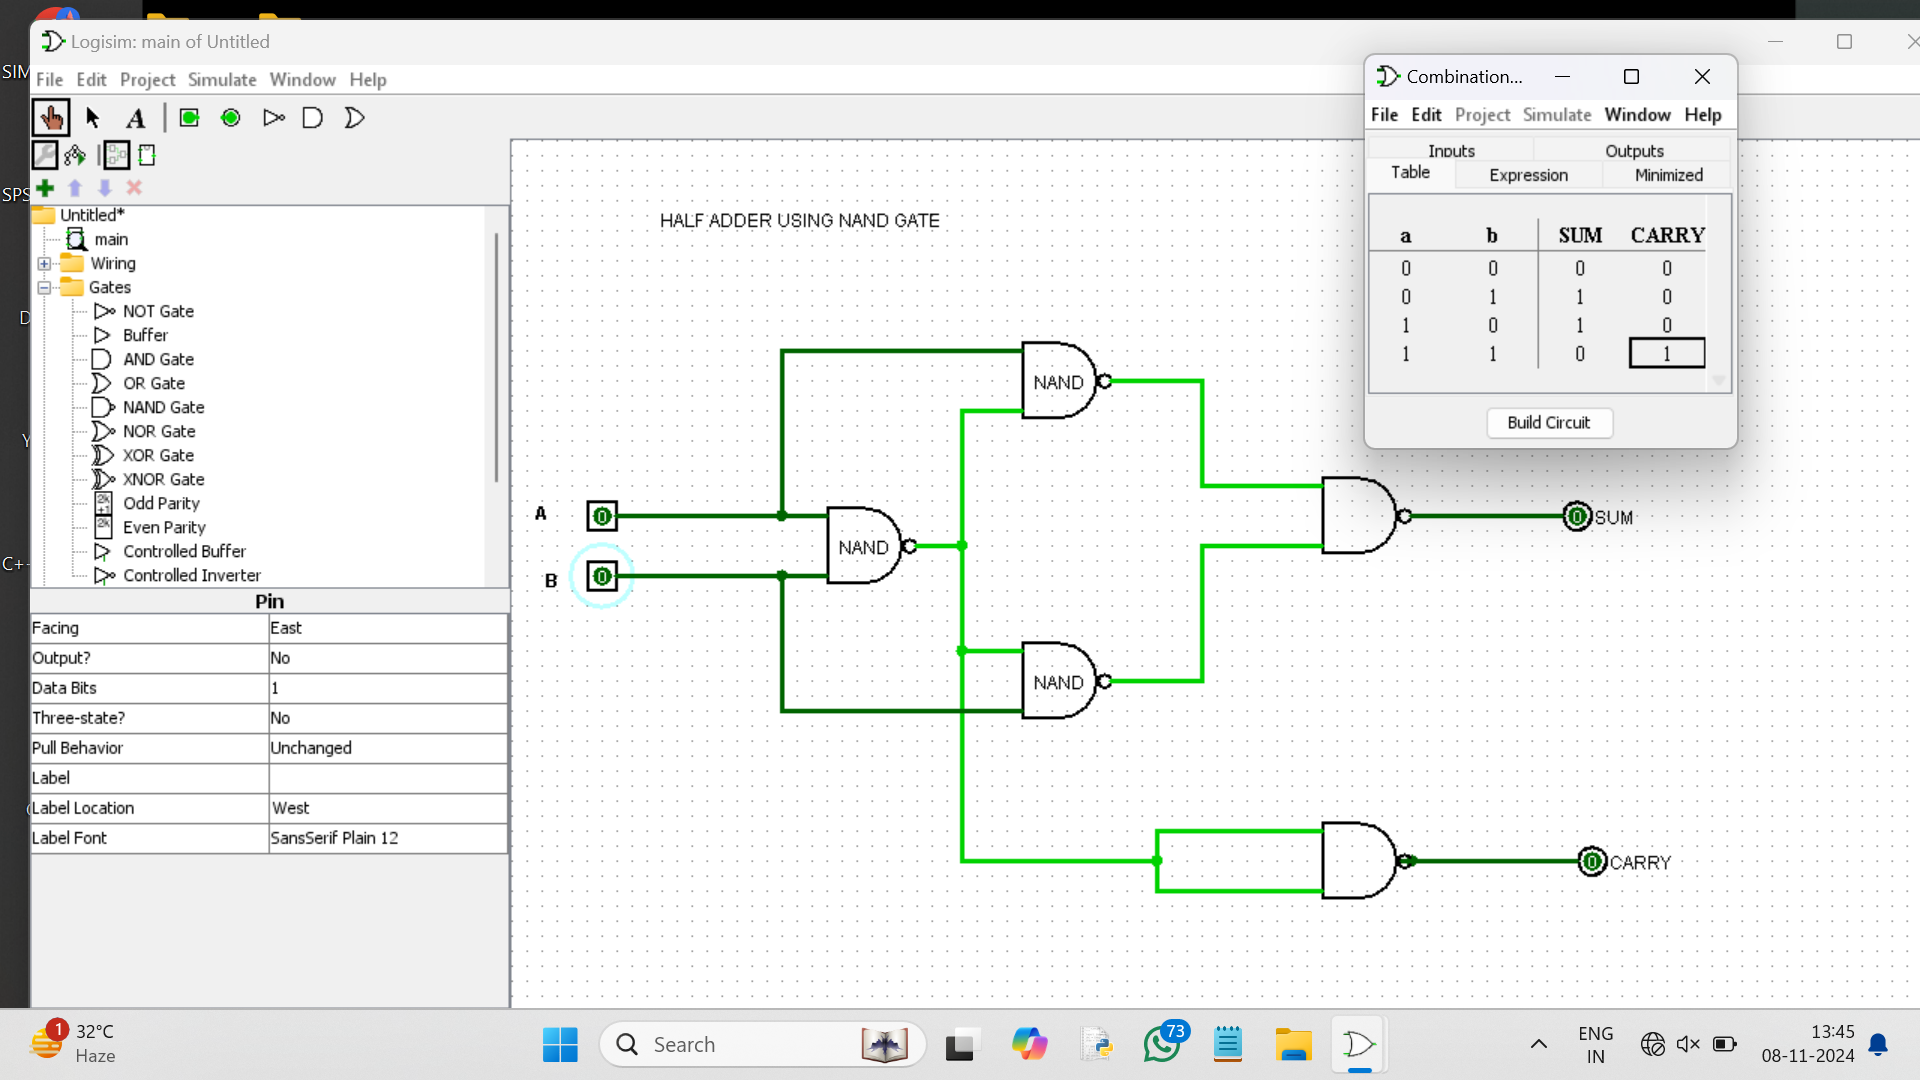 SIM
Logisim: main of Untitled
File Edit Project Simulate Window Help
A
SPS
Untitled*
main
Wiring
Gates
NOT Gate
Buffer
AND Gate
OR Gate
NAND Gate
NOR Gate
XOR Gate
XNOR Gate
Odd Parity
Even Parity
Controlled Buffer
Controlled Inverter
D
Y
C++
Pin
Facing East
Output? No
Data Bits 1
Three-state? No
Pull Behavior Unchanged
Label
Label Location West
Label Font SansSerif Plain 12
HALF ADDER USING NAND GATE
NAND
A 0
NAND
B 0
NAND
0 SUM
0 CARRY
Combination...
File Edit Project Simulate Window Help
Inputs Outputs
Table Expression Minimized
a b SUM CARRY
0 0 0 0
0 1 1 0
1 0 1 0
1 1 0 1
Build Circuit
1
32°C
Haze
Search
73
ENG
IN
13:45
08-11-2024